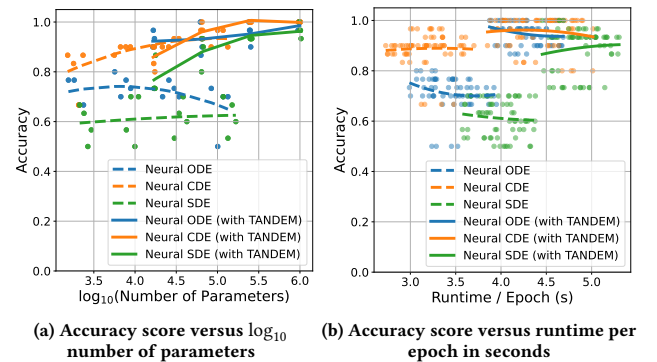 1.0
0.8
0.6
0.4
0.2
0.0
Accuracy
Neural ODE
Neural CDE
Neural SDE
Neural ODE (with TANDEM)
Neural CDE (with TANDEM)
Neural SDE (with TANDEM)
3.5 4.0 4.5 5.0 5.5 6.0
log₁₀(Number of Parameters)
(a) Accuracy score versus log₁₀
number of parameters
1.0
0.8
0.6
0.4
0.2
0.0
Accuracy
Neural ODE
Neural CDE
Neural SDE
Neural ODE (with TANDEM)
Neural CDE (with TANDEM)
Neural SDE (with TANDEM)
3.0 3.5 4.0 4.5 5.0
Runtime / Epoch (s)
(b) Accuracy score versus runtime per
epoch in seconds